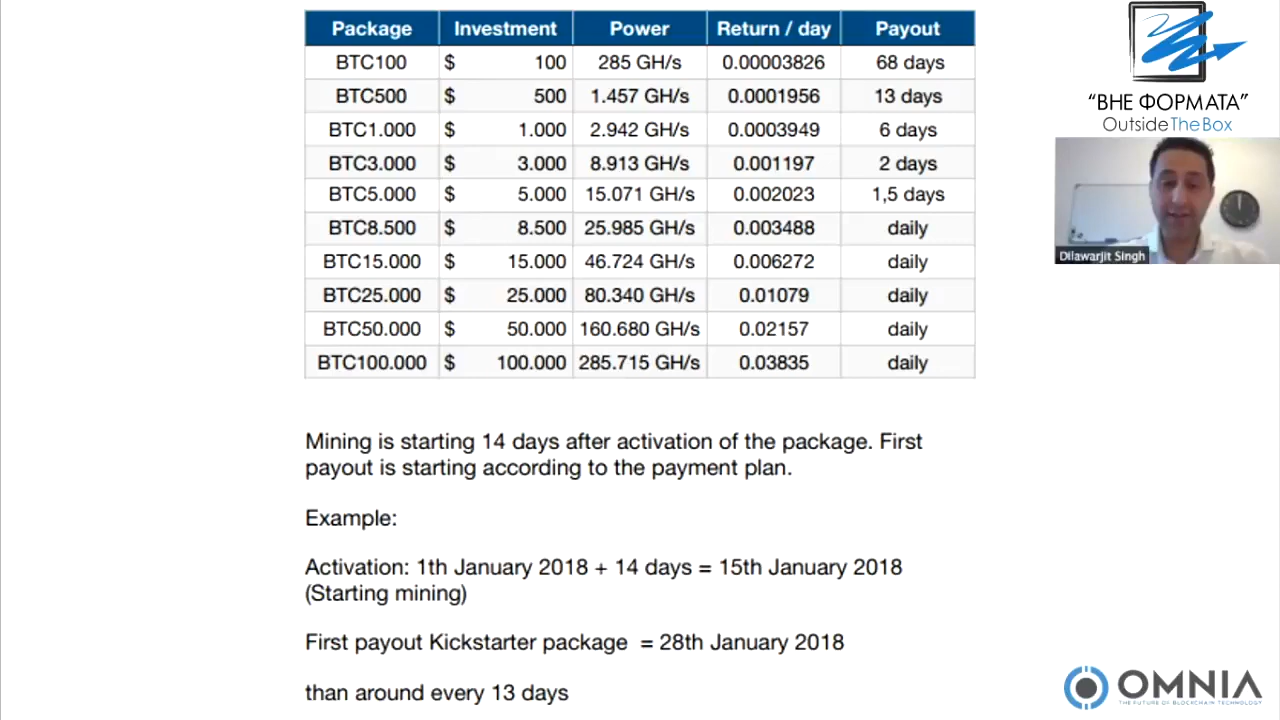 Package Investment Power Return / day Payout
BTC100 $ 100 285 GH/s 0.00003826 68 days
BTC500 $ 500 1.457 GH/s 0.0001956 13 days
BTC1.000 $ 1.000 2.942 GH/s 0.0003949 6 days
BTC3.000 $ 3.000 8.913 GH/s 0.001197 2 days
BTC5.000 $ 5.000 15.071 GH/s 0.002023 1,5 days
BTC8.500 $ 8.500 25.985 GH/s 0.003488 daily
BTC15.000 $ 15.000 46.724 GH/s 0.006272 daily
BTC25.000 $ 25.000 80.340 GH/s 0.01079 daily
BTC50.000 $ 50.000 160.680 GH/s 0.02157 daily
BTC100.000 $ 100.000 285.715 GH/s 0.03835 daily
Mining is starting 14 days after activation of the package. First
payout is starting according to the payment plan.
Example:
Activation: 1th January 2018 + 14 days = 15th January 2018
(Starting mining)
First payout Kickstarter package = 28th January 2018
than around every 13 days
“ВНЕ ФОРМАТА”
OutsideTheBox
Dilawarjit Singh
OMNIA
THE FUTURE OF BLOCKCHAIN TECHNOLOGY